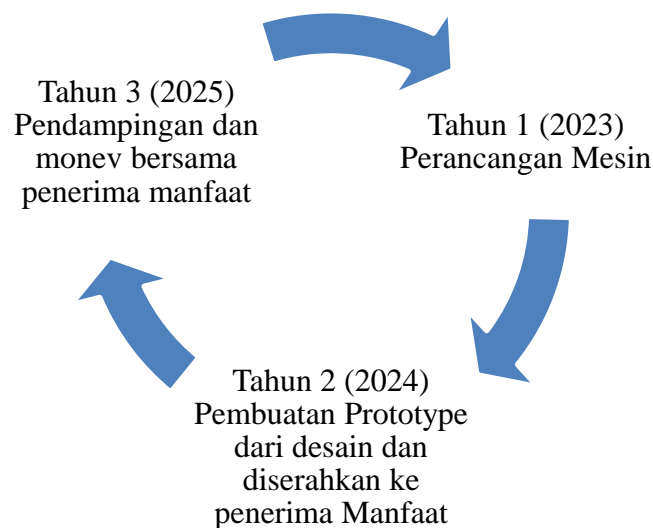 Tahun 3 (2025)
Pendampingan dan
monev bersama
penerima manfaat
Tahun 1 (2023)
Perancangan Mesin
Tahun 2 (2024)
Pembuatan Prototype
dari desain dan
diserahkan ke
penerima Manfaat